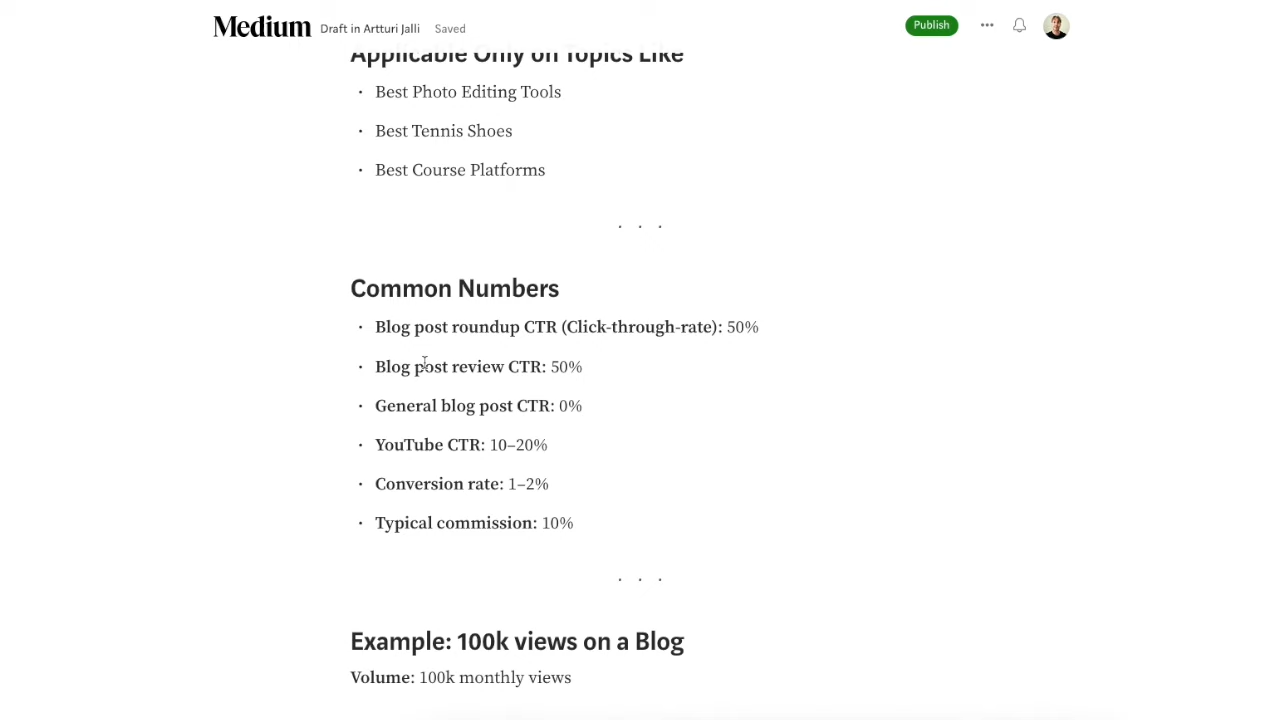 Medium Draft in Artturi Jalli Saved Publish
Applicable Only on Topics Like
• Best Photo Editing Tools
• Best Tennis Shoes
• Best Course Platforms
. . .
Common Numbers
• Blog post roundup CTR (Click-through-rate): 50%
• Blog post review CTR: 50%
• General blog post CTR: 0%
• YouTube CTR: 10–20%
• Conversion rate: 1–2%
• Typical commission: 10%
. . .
Example: 100k views on a Blog
Volume: 100k monthly views